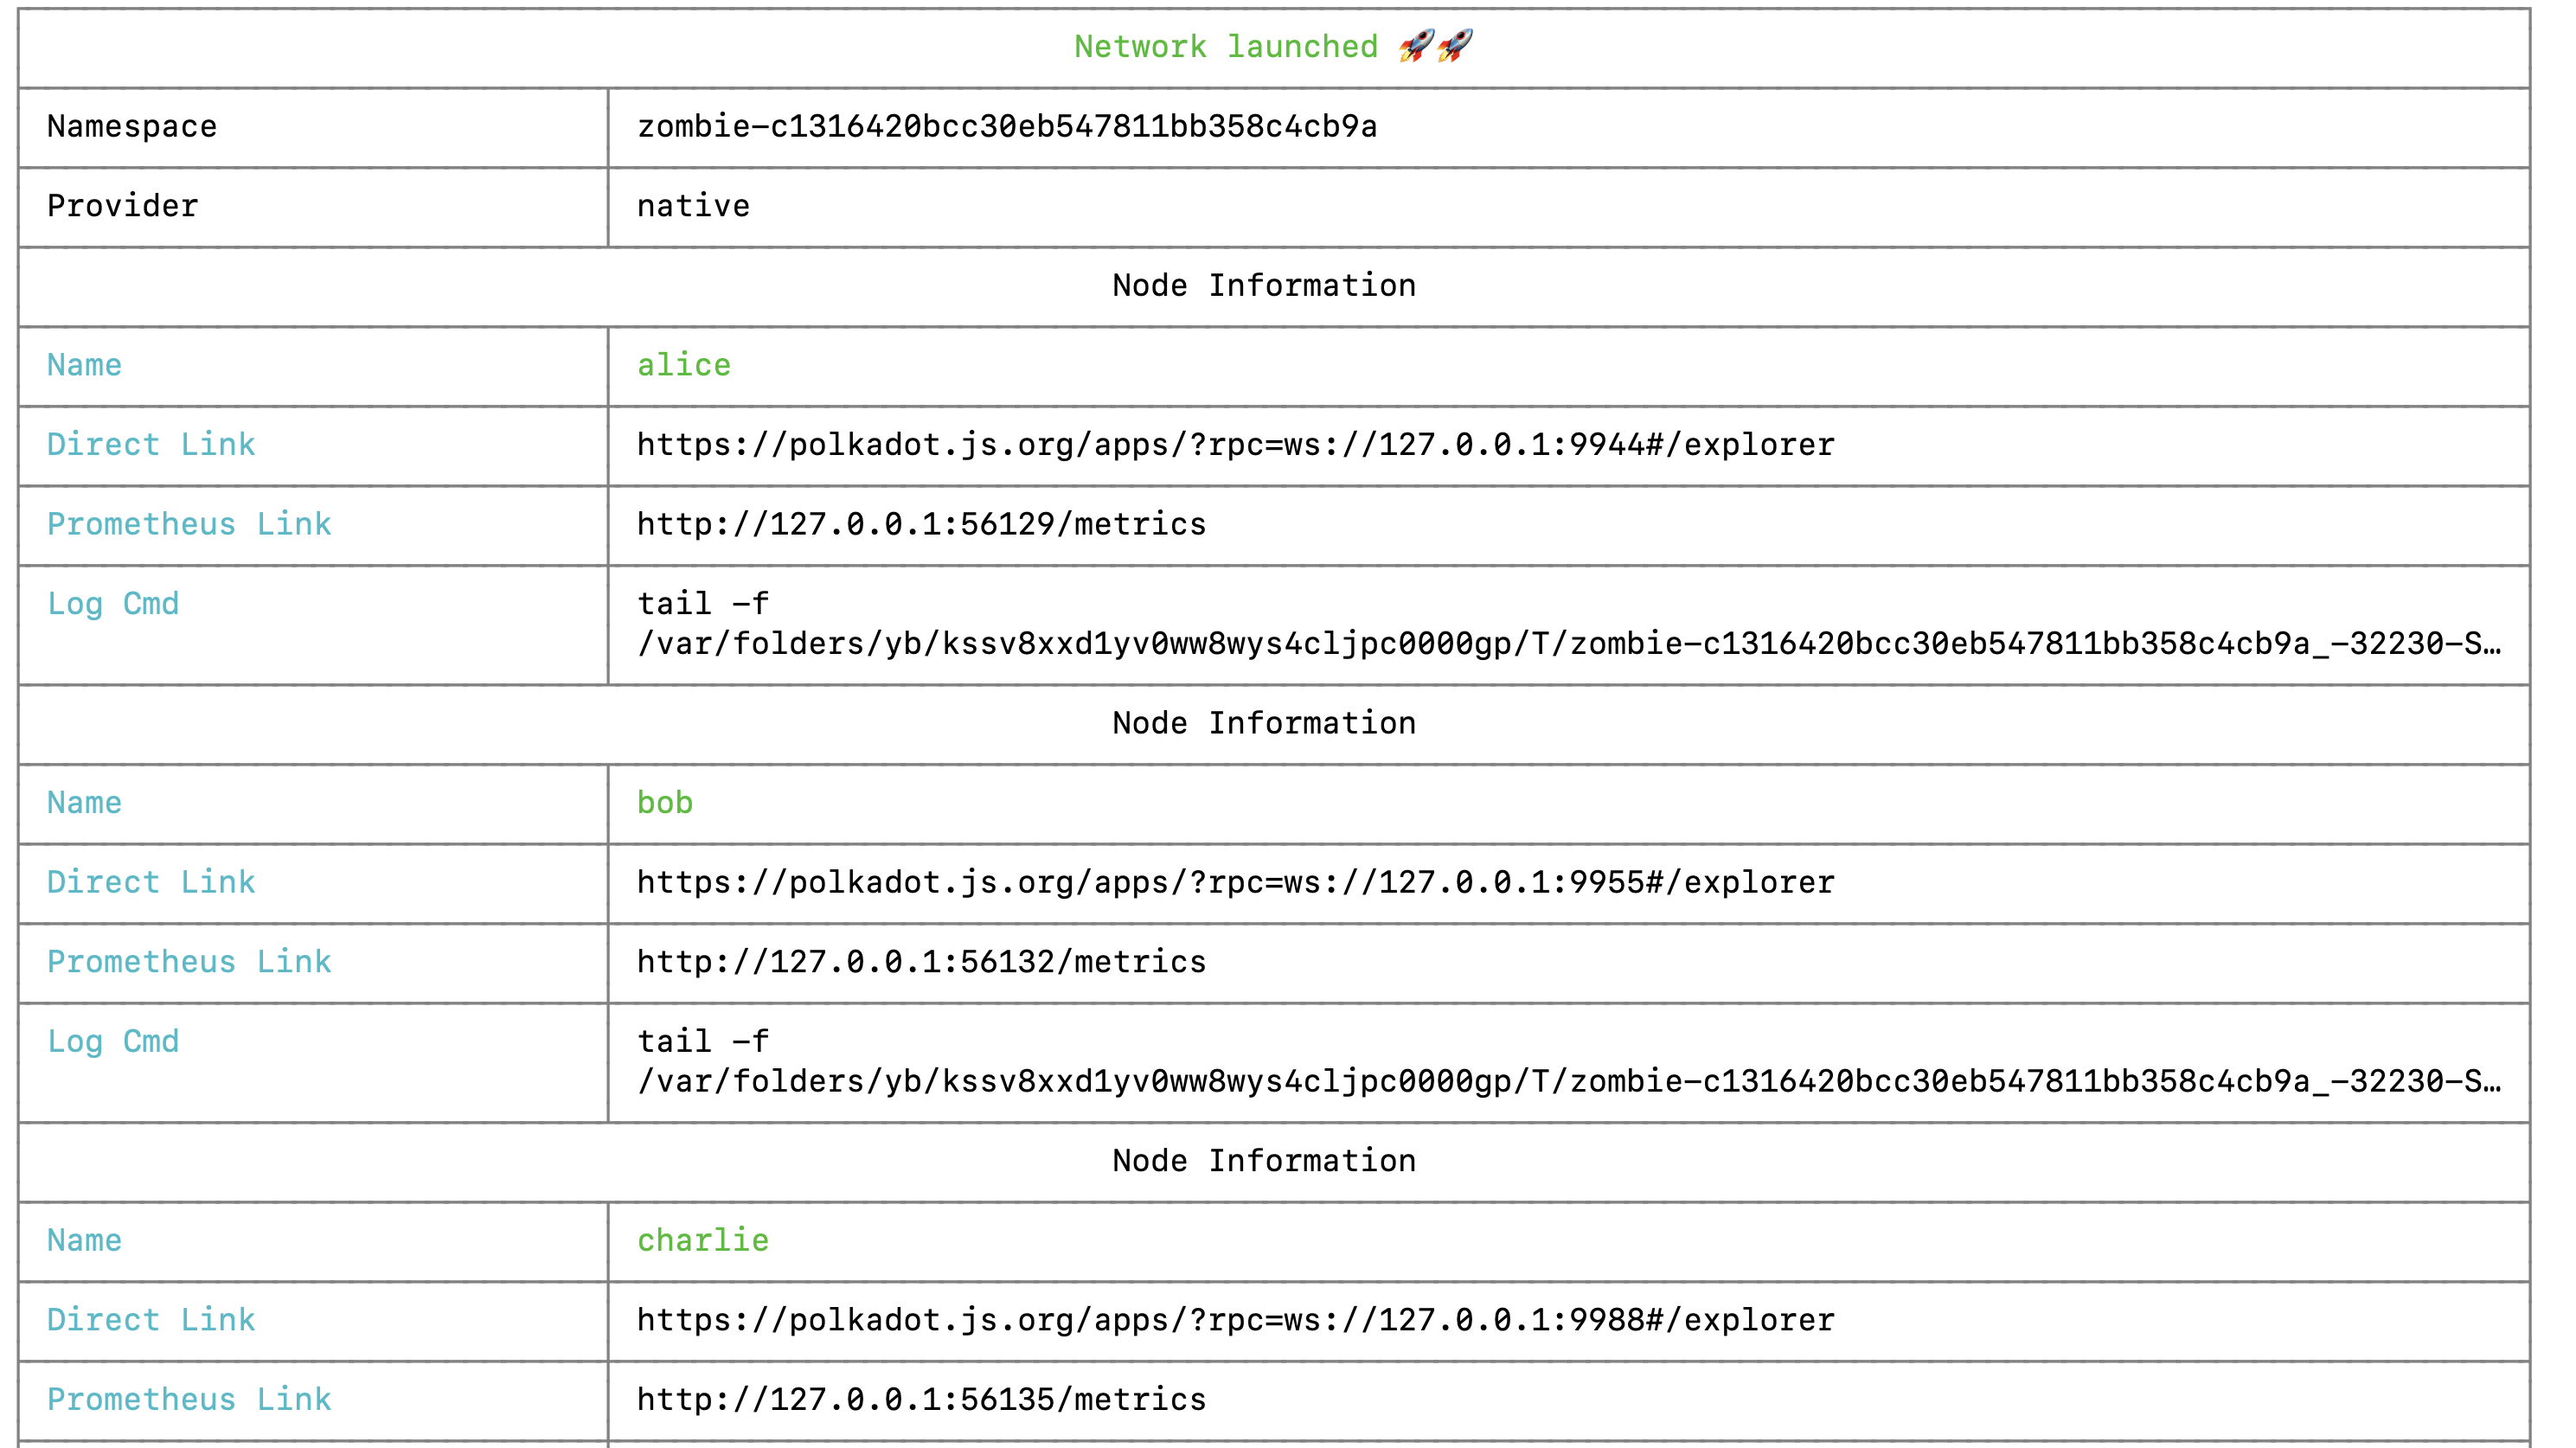 Network launched 🚀🚀
Namespace zombie-c1316420bcc30eb547811bb358c4cb9a
Provider native
Node Information
Name alice
Direct Link https://polkadot.js.org/apps/?rpc=ws://127.0.0.1:9944#/explorer
Prometheus Link http://127.0.0.1:56129/metrics
Log Cmd tail -f
/var/folders/yb/kssv8xxd1yv0ww8wys4cljpc0000gp/T/zombie-c1316420bcc30eb547811bb358c4cb9a_-32230-S…
Node Information
Name bob
Direct Link https://polkadot.js.org/apps/?rpc=ws://127.0.0.1:9955#/explorer
Prometheus Link http://127.0.0.1:56132/metrics
Log Cmd tail -f
/var/folders/yb/kssv8xxd1yv0ww8wys4cljpc0000gp/T/zombie-c1316420bcc30eb547811bb358c4cb9a_-32230-S…
Node Information
Name charlie
Direct Link https://polkadot.js.org/apps/?rpc=ws://127.0.0.1:9988#/explorer
Prometheus Link http://127.0.0.1:56135/metrics